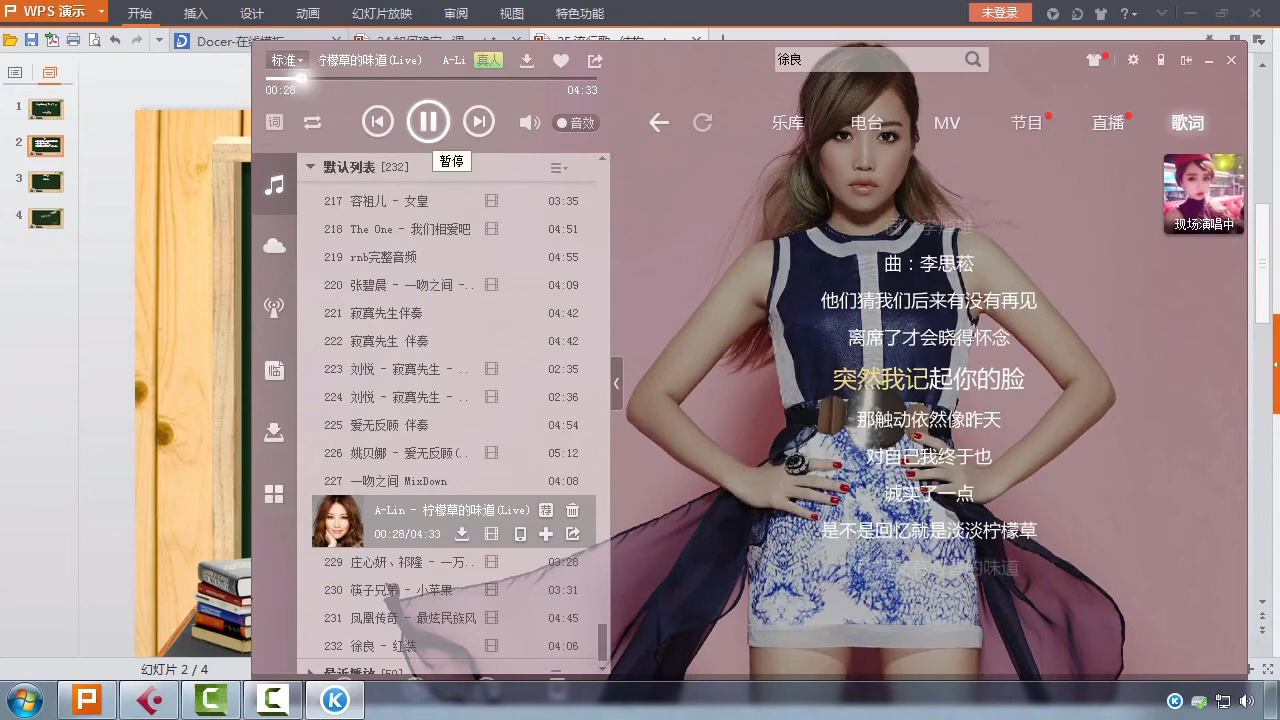 WPS 演示
开始
插入
设计
动画
幻灯片放映
审阅
视图
特色功能
未登录
Docer-在线模板
标准
柠檬草的味道(Live)
A-Li
真人
徐良
00:28
04:33
词
音效
暂停
乐库
电台
MV
节目
直播
歌词
默认列表 [232]
217 容祖儿 - 女皇 03:35
218 The One - 我们相爱吧 04:51
219 rnb完整音频 04:55
220 张碧晨 - 一吻之间 -.. 04:09
221 寂寞先生伴奏 04:42
222 寂寞先生 伴奏 04:42
223 刘悦 - 寂寞先生 - .. 02:35
224 刘悦 - 寂寞先生 - .. 02:36
225 爱无反顾 伴奏 04:54
226 姚贝娜 - 爱无反顾(.. 05:12
227 一吻之间 MixDown 04:08
A-Lin - 柠檬草的味道(Live)
荐
00:28/04:33
229 庄心妍、祁隆 - 一万.. 03:26
230 筷子兄弟 - 小苹果 03:31
231 凤凰传奇 - 最炫民族风 04:45
232 徐良 - 红装 04:06
现场演唱中
曲：李思菘
他们猜我们后来有没有再见
离席了才会晓得怀念
突然我记起你的脸
那触动依然像昨天
对自己我终于也
诚实了一点
是不是回忆就是淡淡柠檬草
的味道
1
2
3
4
幻灯片 2 / 4